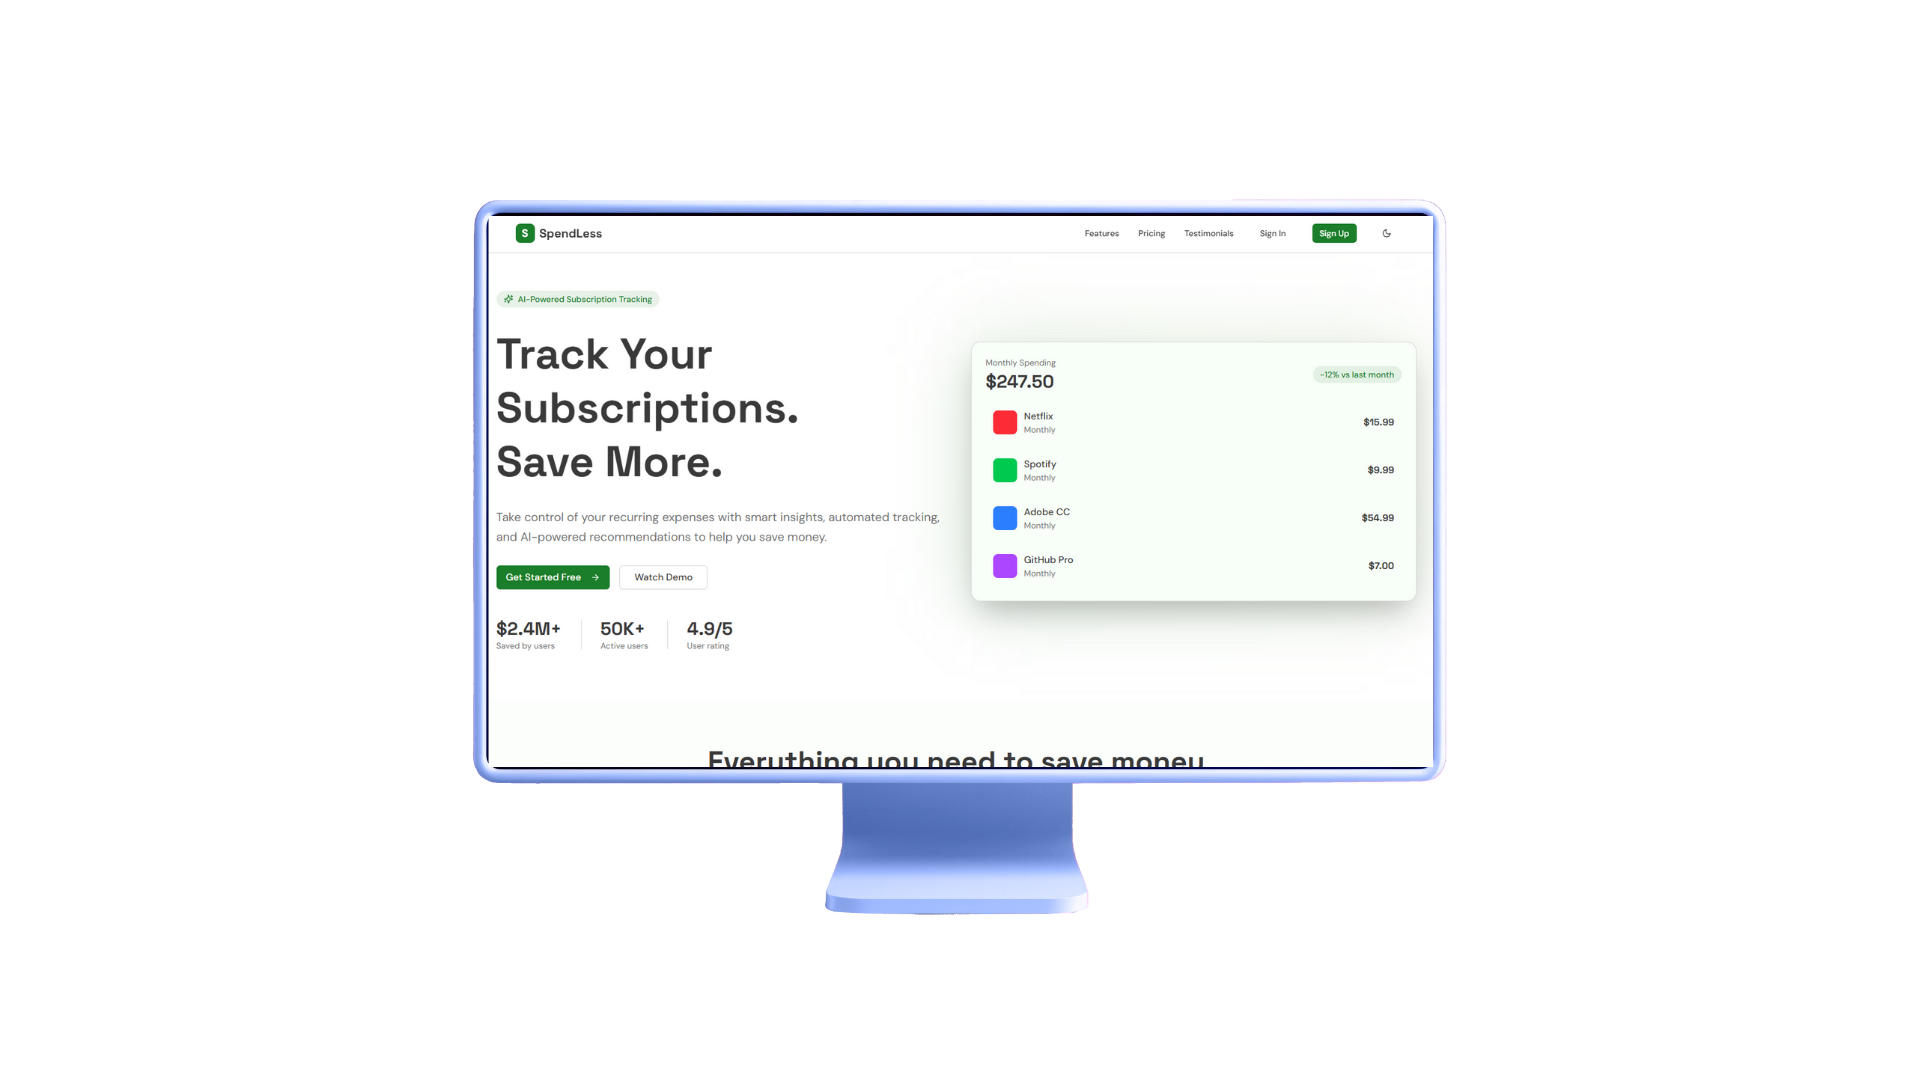 S SpendLess
Features Pricing Testimonials Sign In Sign Up
AI-Powered Subscription Tracking
Track Your
Subscriptions.
Save More.
Take control of your recurring expenses with smart insights, automated tracking,
and AI-powered recommendations to help you save money.
Get Started Free →
Watch Demo
$2.4M+
Saved by users
50K+
Active users
4.9/5
User rating
Monthly Spending
$247.50
-12% vs last month
Netflix
Monthly
$15.99
Spotify
Monthly
$9.99
Adobe CC
Monthly
$54.99
GitHub Pro
Monthly
$7.00
Everything you need to save money